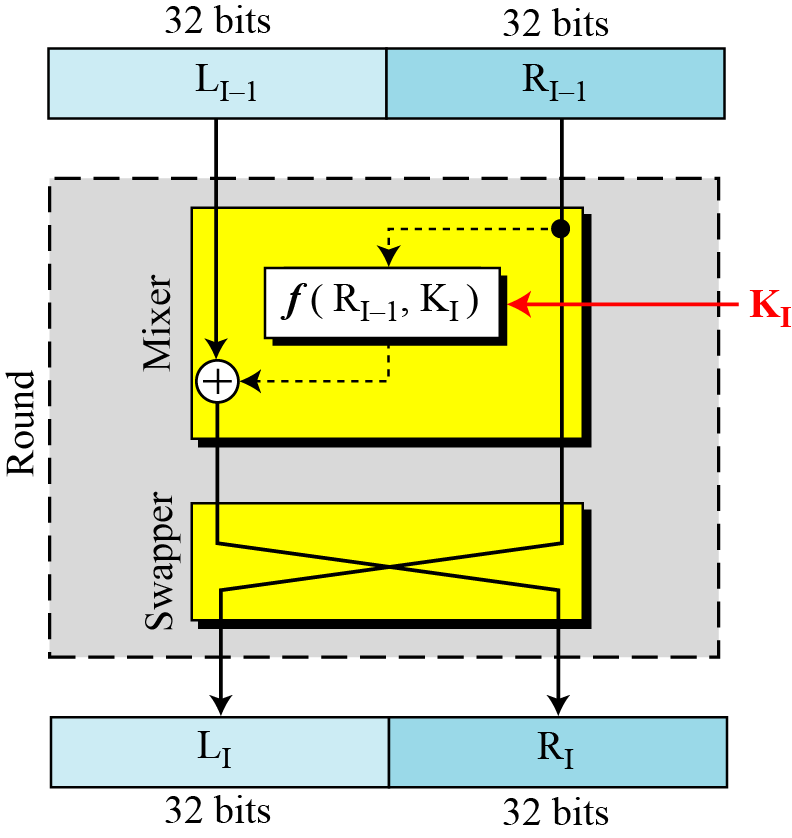 32 bits 32 bits
L_{I–1} R_{I–1}
Round
Mixer
f ( R_{I–1}, K_I )
K_I
Swapper
L_I R_I
32 bits 32 bits